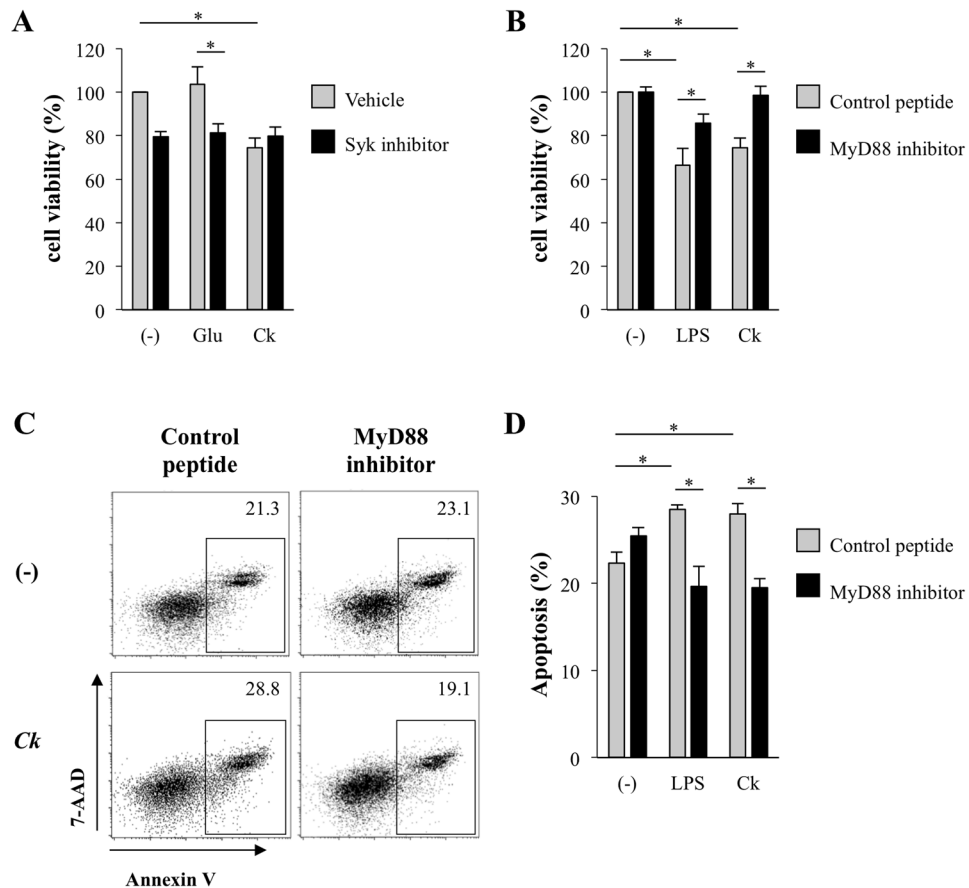 A
*
*
cell viability (%)
120
100
80
60
40
20
0
(-)
Glu
Ck
Vehicle
Syk inhibitor
B
*
*
*
*
cell viability (%)
120
100
80
60
40
20
0
(-)
LPS
Ck
Control peptide
MyD88 inhibitor
C
Control
peptide
MyD88
inhibitor
(-)
21.3
23.1
Ck
28.8
19.1
7-AAD
Annexin V
D
*
*
*
*
Apoptosis (%)
30
20
10
0
(-)
LPS
Ck
Control peptide
MyD88 inhibitor